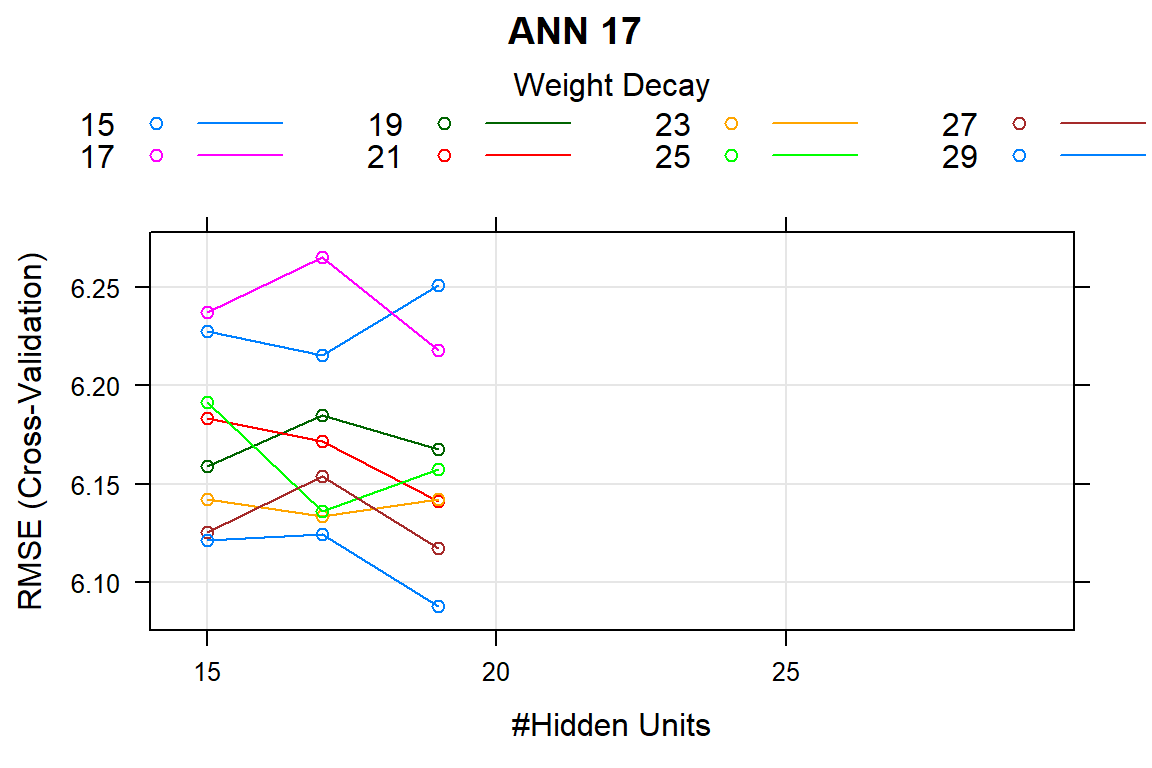 ANN 17
Weight Decay
15 19 23 27
17 21 25 29
RMSE (Cross-Validation)
6.25
6.20
6.15
6.10
15 20 25
#Hidden Units